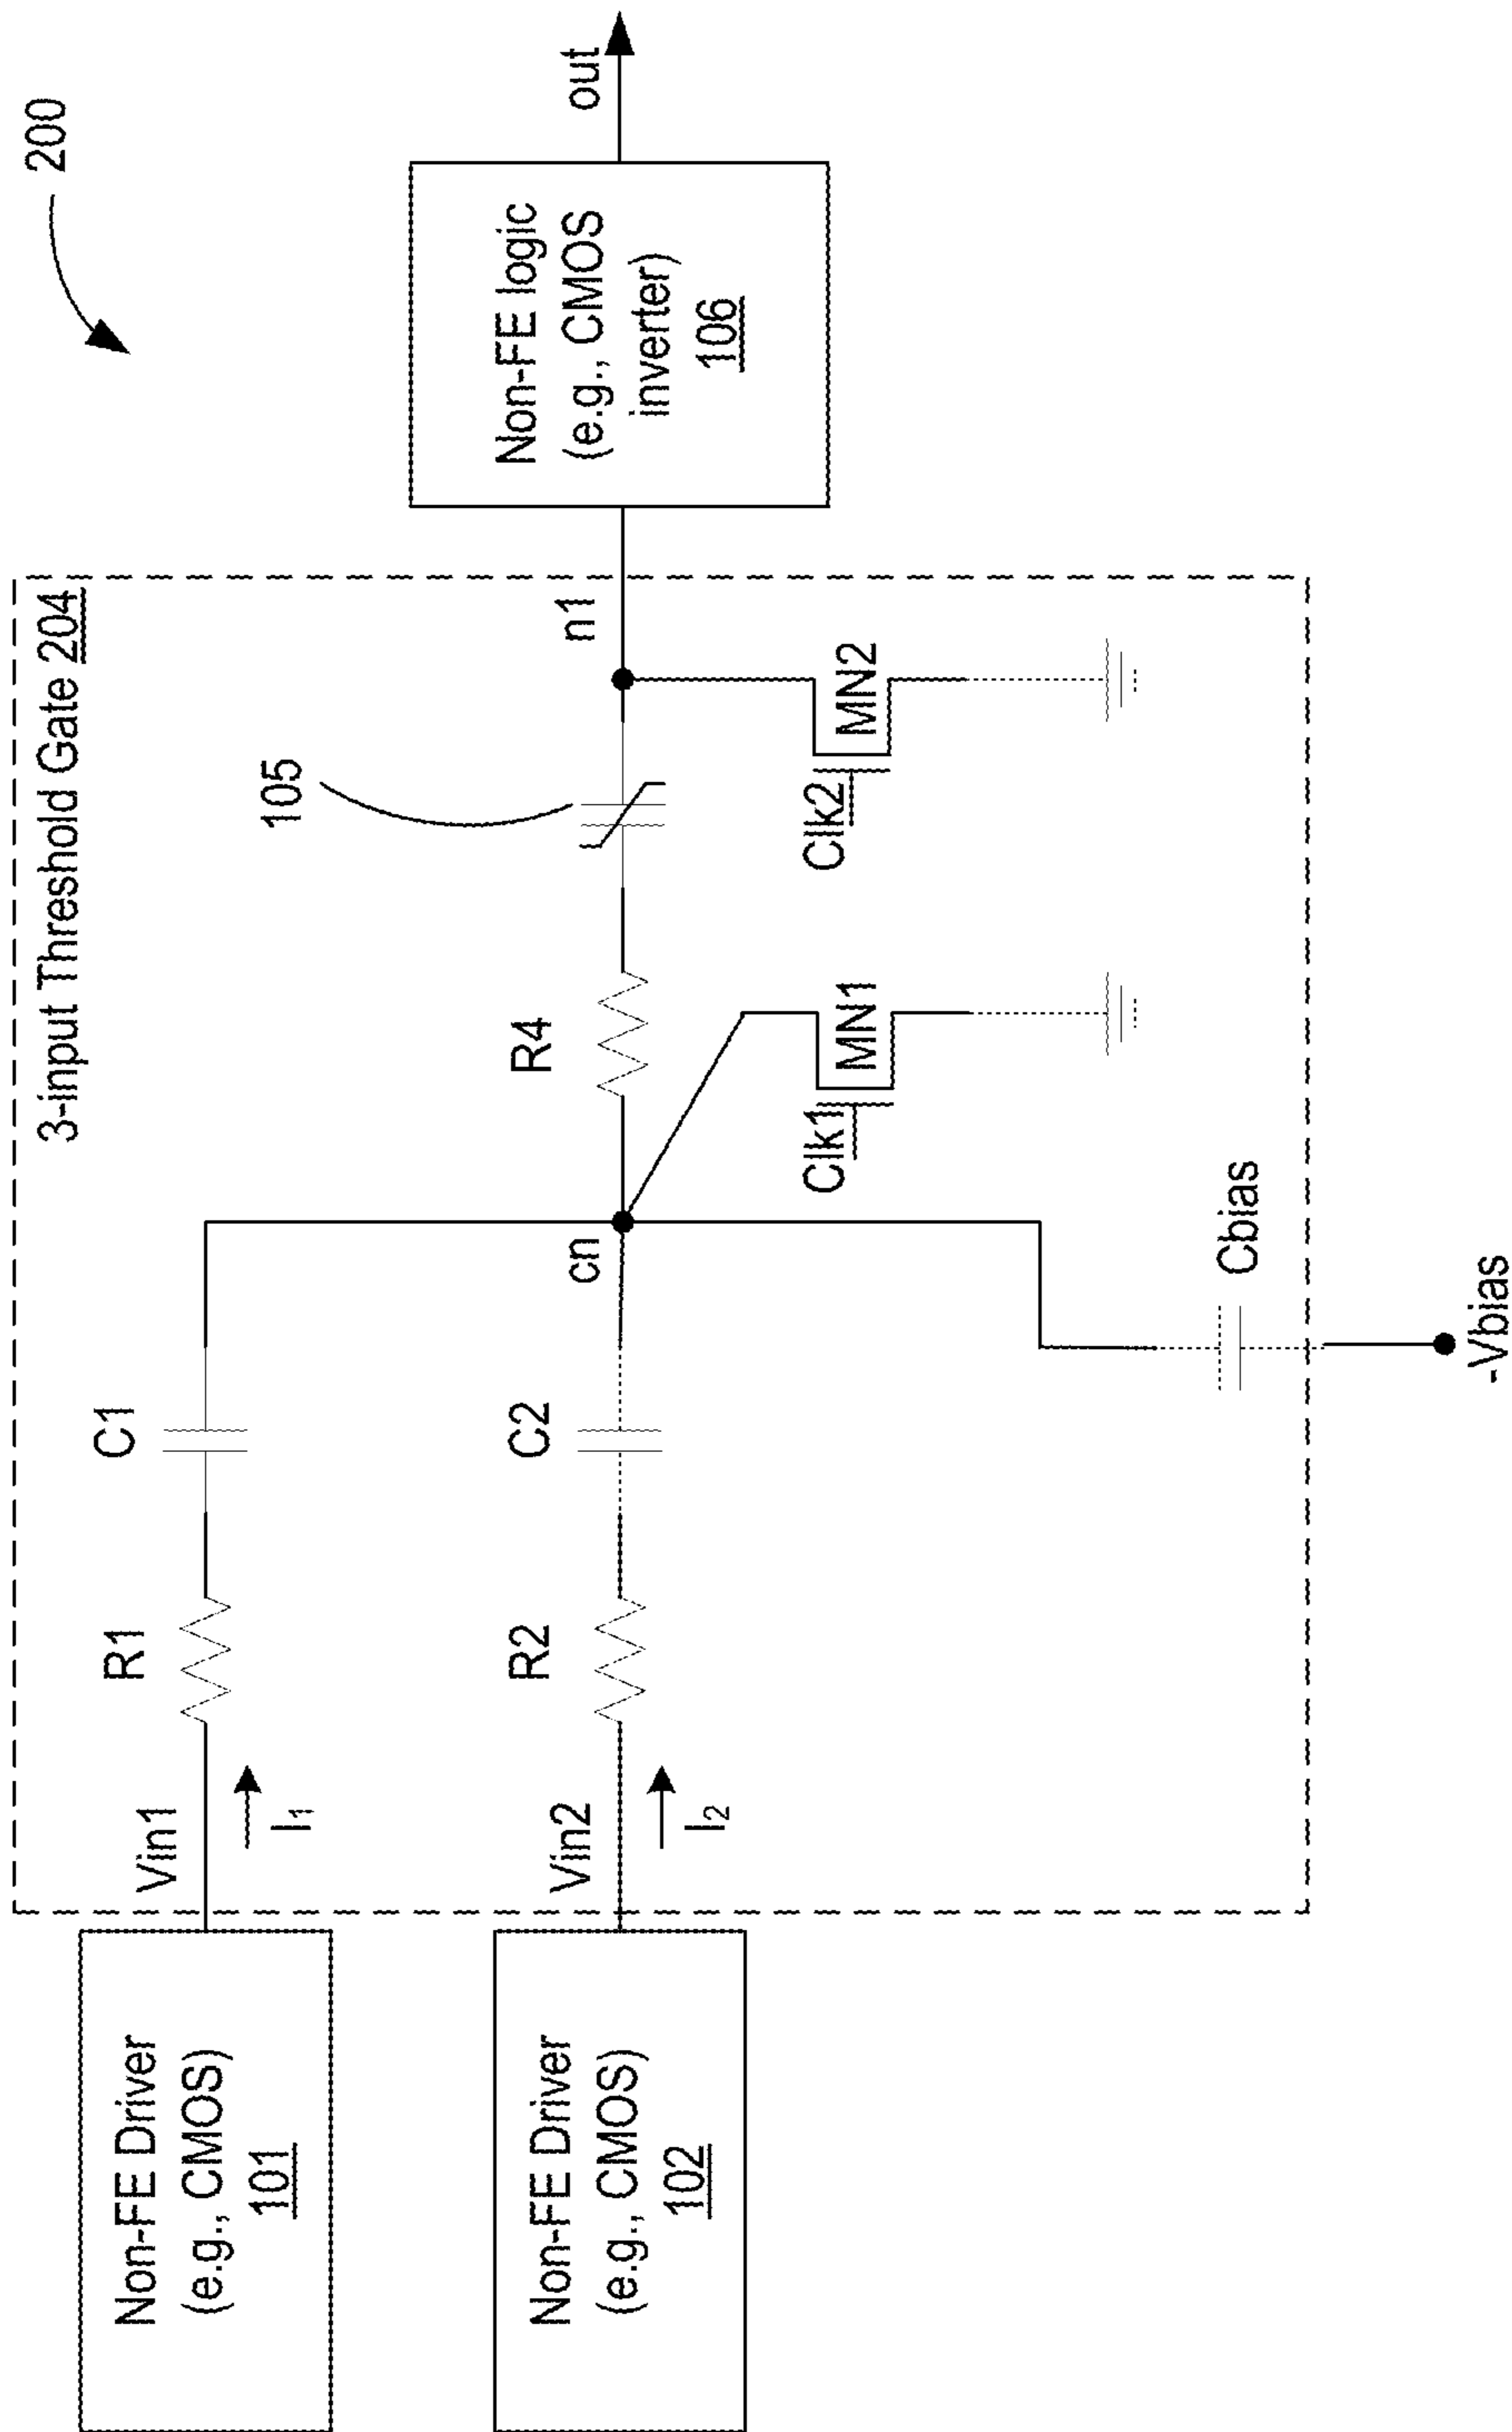 200
3-input Threshold Gate 204
Non-FE Driver
(e.g., CMOS)
101
Vin1
I1
R1
C1
Non-FE Driver
(e.g., CMOS)
102
Vin2
I2
R2
C2
cn
R4
105
n1
Non-FE logic
(e.g., CMOS
inverter)
106
out
Clk1
MN1
Clk2
MN2
Cbias
-Vbias